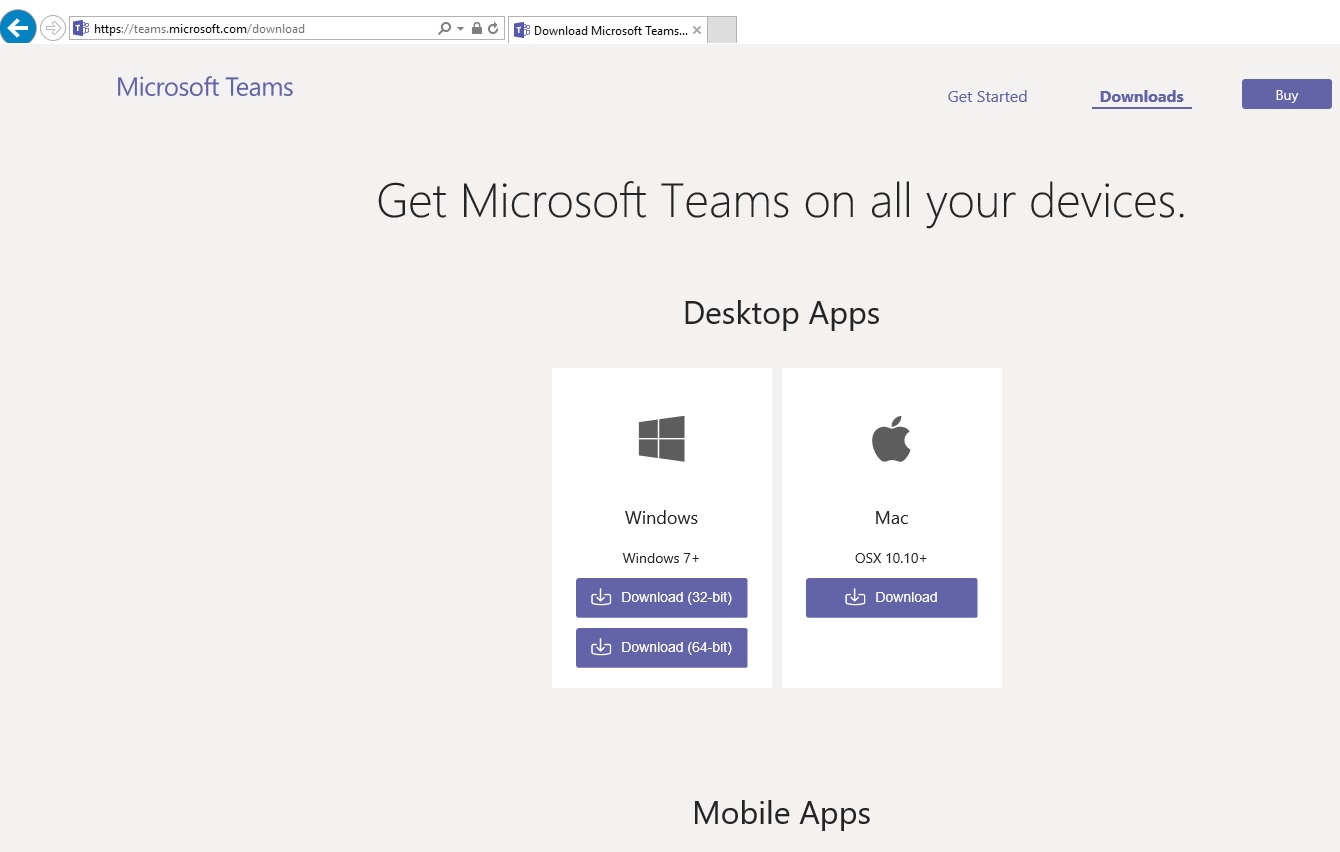 https://teams.microsoft.com/download
Download Microsoft Teams...
Microsoft Teams
Get Started
Downloads
Buy
Get Microsoft Teams on all your devices.
Desktop Apps
Windows
Windows 7+
Download (32-bit)
Download (64-bit)
Mac
OSX 10.10+
Download
Mobile Apps